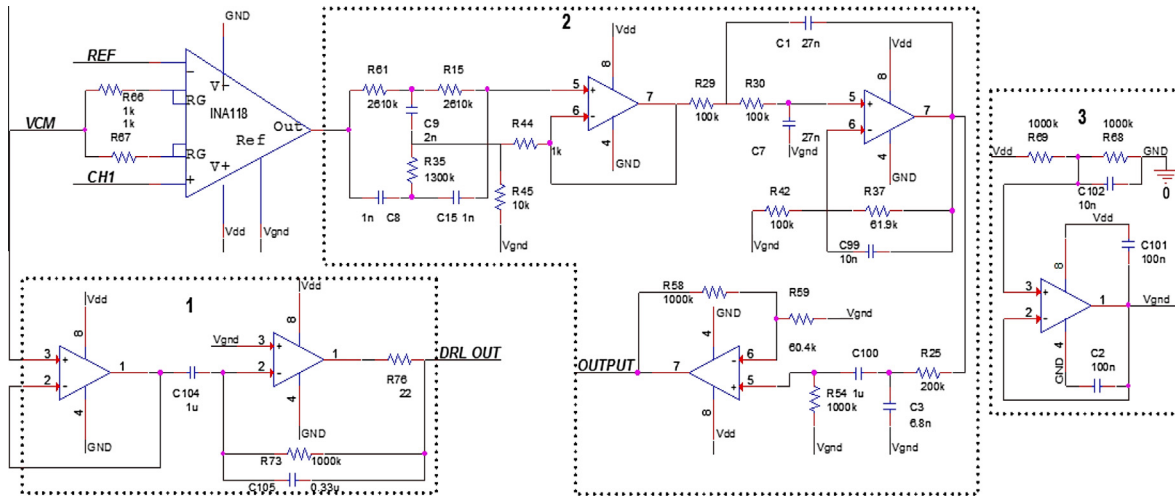 GND
REF
R66
1k
1k
R67
VCM
CH1
−
RG
V-
INA118
Out
Ref
RG
V+
+
Vdd
Vgnd
2
R61
2610k
R15
2610k
C9
2n
R35
1300k
1n C8
C15 1n
R44
1k
R45
10k
Vgnd
Vdd
8
5
+
6
-
7
4
GND
C1 27n
R29
100k
R30
100k
27n
C7
Vgnd
Vdd
8
5
+
6
-
7
4
GND
R42
100k
Vgnd
R37
61.9k
C99
10n
R58
1000k
R59
60.4k
Vgnd
GND
4
OUTPUT
7
-
6
+
5
8
Vdd
R54
1000k
Vgnd
C100
1u
R25
200k
C3
6.8n
Vgnd
3
1000k
R69
1000k
R68
Vdd
GND
0
C102
10n
Vdd
8
C101
100n
3
+
2
-
1
Vgnd
4
GND
C2
100n
1
Vdd
8
3
+
2
-
1
4
GND
C104
1u
Vdd
8
Vgnd
3
+
2
-
1
4
GND
R76
22
DRL OUT
R73 1000k
C105 0.33u